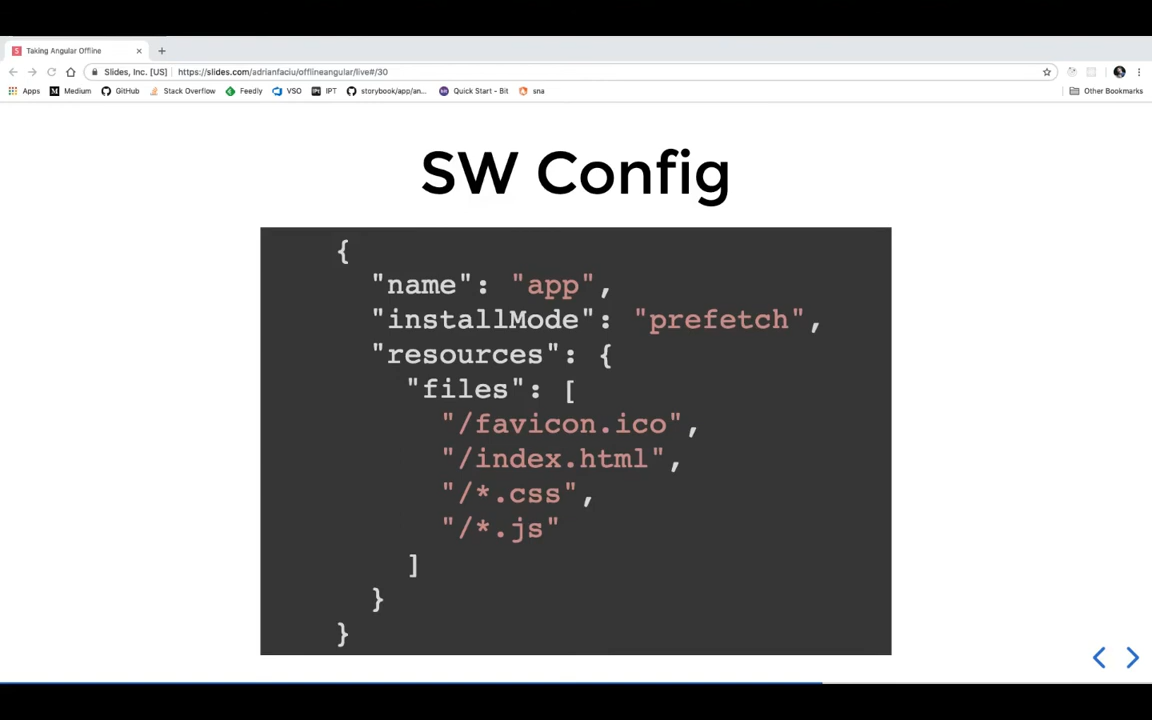 Taking Angular Offline
Slides, Inc. [US] https://slides.com/adrianfaciu/offlineangular/live#/30
Apps Medium GitHub Stack Overflow Feedly VSO IPT storybook/app/an... Quick Start - Bit sna Other Bookmarks
SW Config
{
"name": "app",
"installMode": "prefetch",
"resources": {
"files": [
"/favicon.ico",
"/index.html",
"/*.css",
"/*.js"
]
}
}